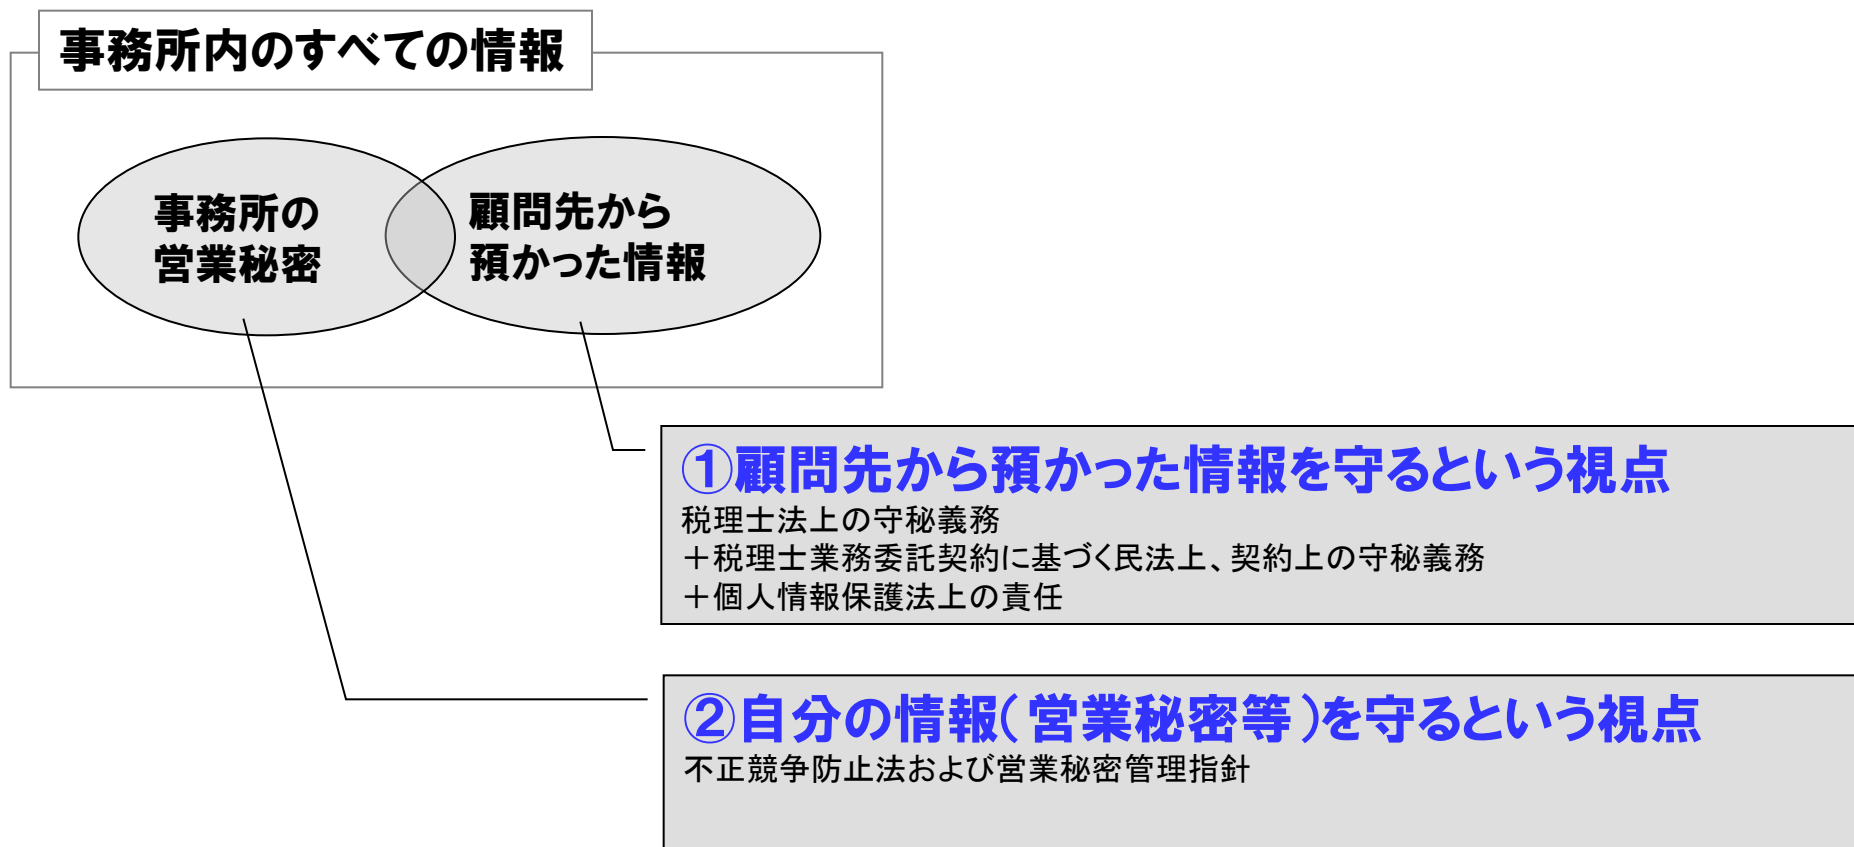 事務所内のすべての情報
事務所の
営業秘密
顧問先から
預かった情報
①顧問先から預かった情報を守るという視点
税理士法上の守秘義務
＋税理士業務委託契約に基づく民法上、契約上の守秘義務
＋個人情報保護法上の責任
②自分の情報（営業秘密等）を守るという視点
不正競争防止法および営業秘密管理指針